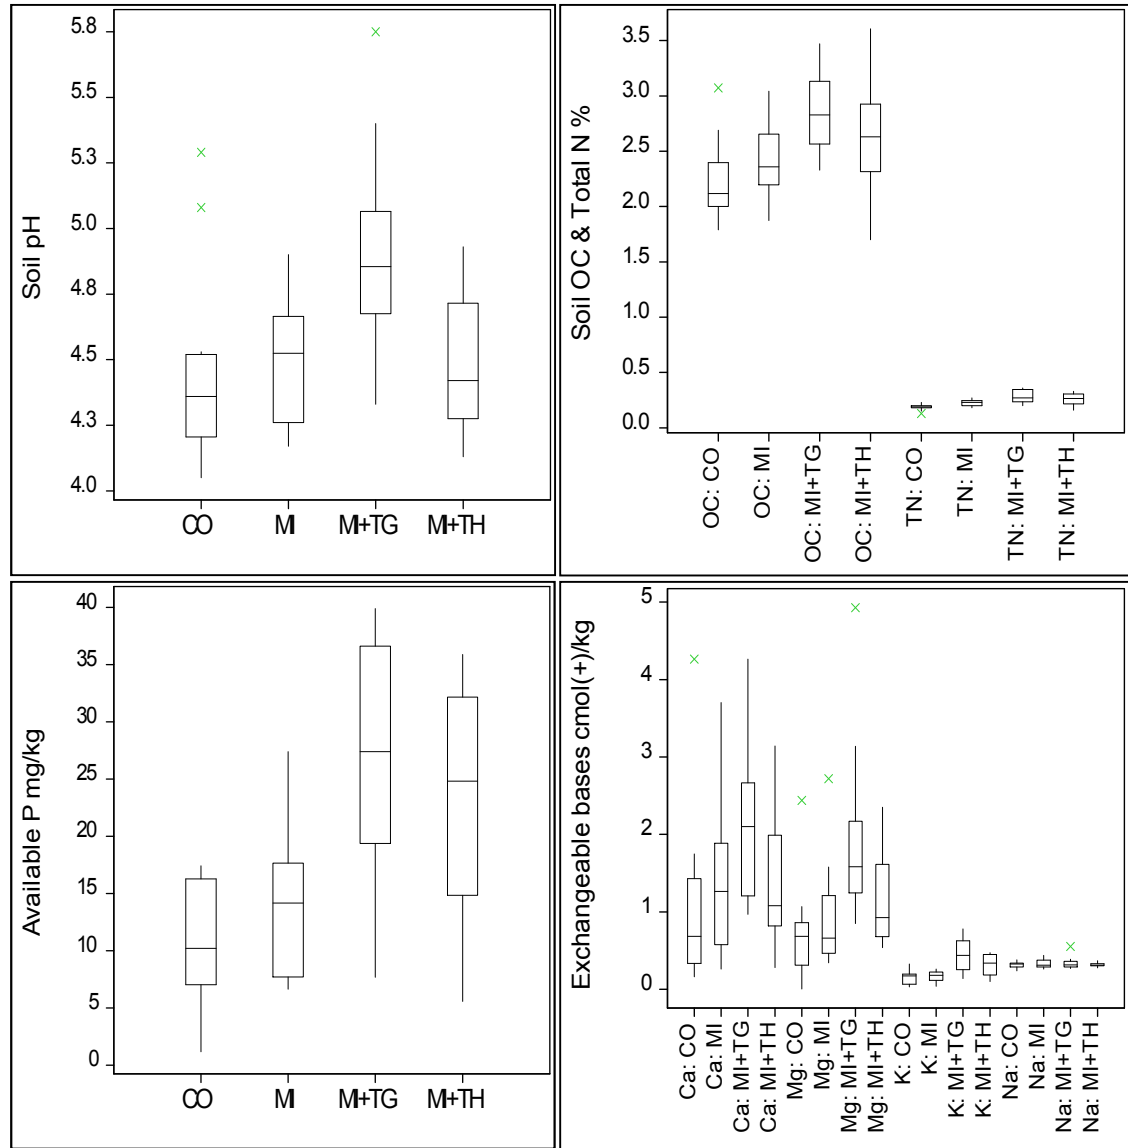 Soil pH
5.8
5.5
5.3
5.0
4.8
4.5
4.3
4.0
CO MI MI+TG MI+TH
Soil OC & Total N %
3.5
3.0
2.5
2.0
1.5
1.0
0.5
0.0
OC: CO
OC: MI
OC: MI+TG
OC: MI+TH
TN: CO
TN: MI
TN: MI+TG
TN: MI+TH
Available P mg/kg
40
35
30
25
20
15
10
5
0
CO MI MI+TG MI+TH
Exchangeable bases cmol(+)/kg
5
4
3
2
1
0
Ca: CO
Ca: MI
Ca: MI+TG
Ca: MI+TH
Mg: CO
Mg: MI
Mg: MI+TG
Mg: MI+TH
K: CO
K: MI
K: MI+TG
K: MI+TH
Na: CO
Na: MI
Na: MI+TG
Na: MI+TH